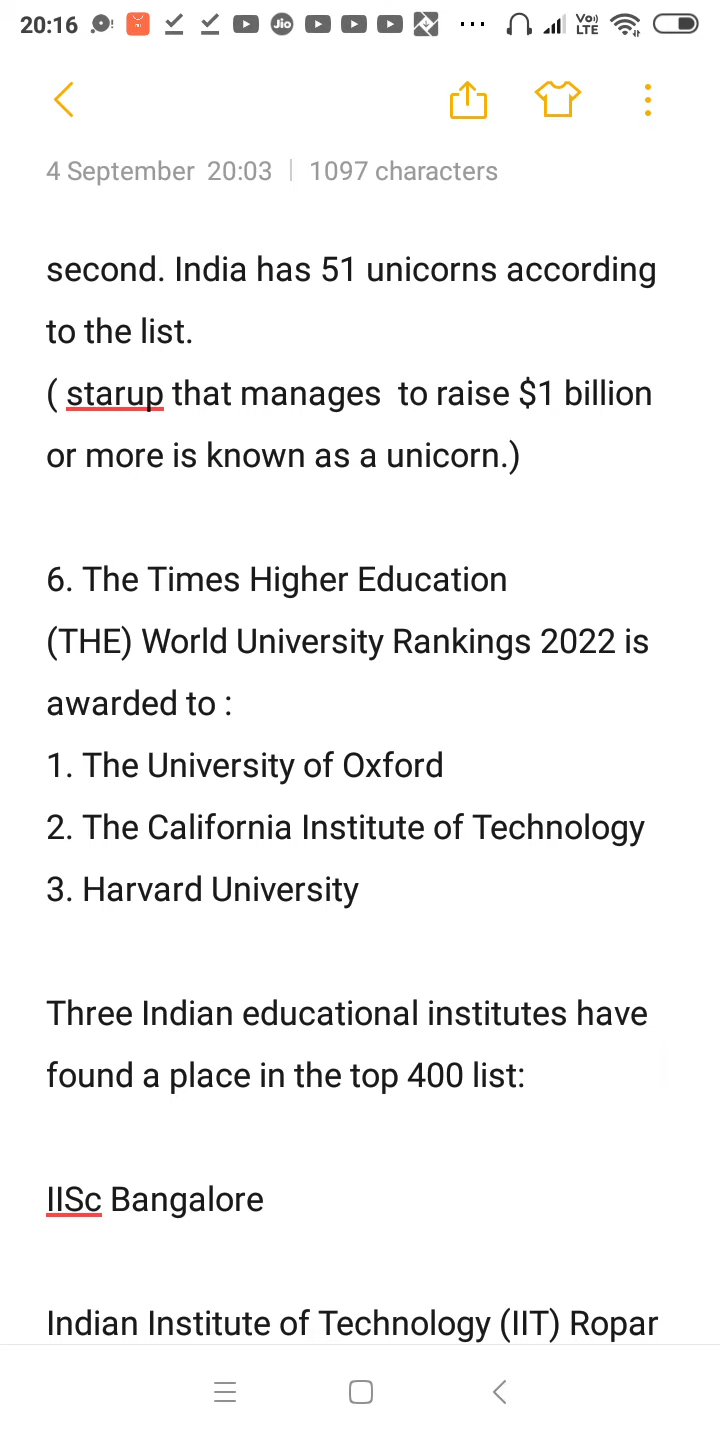 20:16 Jio ... Vo) LTE
4 September 20:03 | 1097 characters
second. India has 51 unicorns according
to the list.
( starup that manages  to raise $1 billion
or more is known as a unicorn.)
6. The Times Higher Education
(THE) World University Rankings 2022 is
awarded to :
1. The University of Oxford
2. The California Institute of Technology
3. Harvard University
Three Indian educational institutes have
found a place in the top 400 list:
IISc Bangalore
Indian Institute of Technology (IIT) Ropar